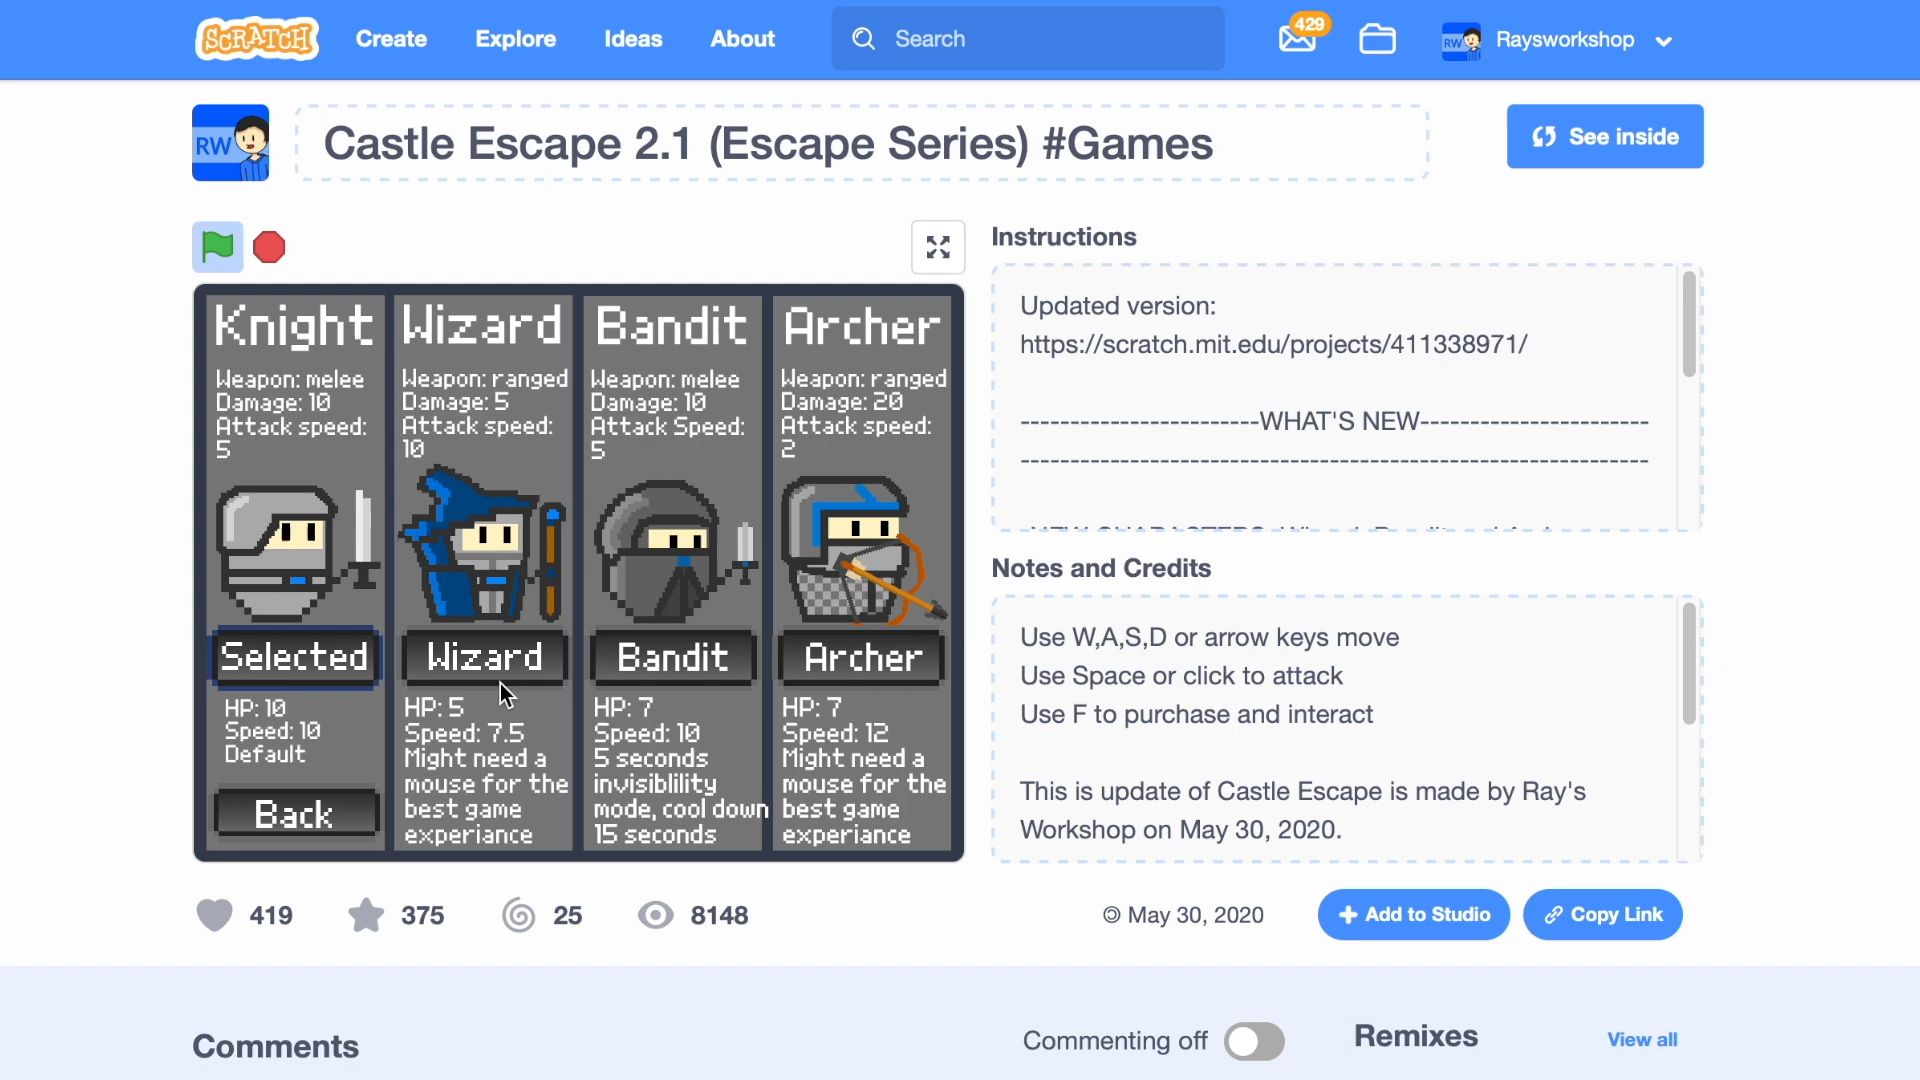 SCRATCH
Create
Explore
Ideas
About
Search
429
RW
Raysworkshop
RW
Castle Escape 2.1 (Escape Series) #Games
See inside
Knight
Weapon: melee
Damage: 10
Attack speed:
5
Selected
HP: 10
Speed: 10
Default
Back
Wizard
Weapon: ranged
Damage: 5
Attack speed:
10
Wizard
HP: 5
Speed: 7.5
Might need a
mouse for the
best game
experiance
Bandit
Weapon: melee
Damage: 10
Attack Speed:
5
Bandit
HP: 7
Speed: 10
5 seconds
invisiblility
mode, cool down
15 seconds
Archer
Weapon: ranged
Damage: 20
Attack speed:
2
Archer
HP: 7
Speed: 12
Might need a
mouse for the
best game
experiance
Instructions
Updated version:
https://scratch.mit.edu/projects/411338971/
------------------------WHAT'S NEW-----------------------
---------------------------------------------------------------
Notes and Credits
Use W,A,S,D or arrow keys move
Use Space or click to attack
Use F to purchase and interact
This is update of Castle Escape is made by Ray's
Workshop on May 30, 2020.
419
375
25
8148
© May 30, 2020
Add to Studio
Copy Link
Comments
Commenting off
Remixes
View all